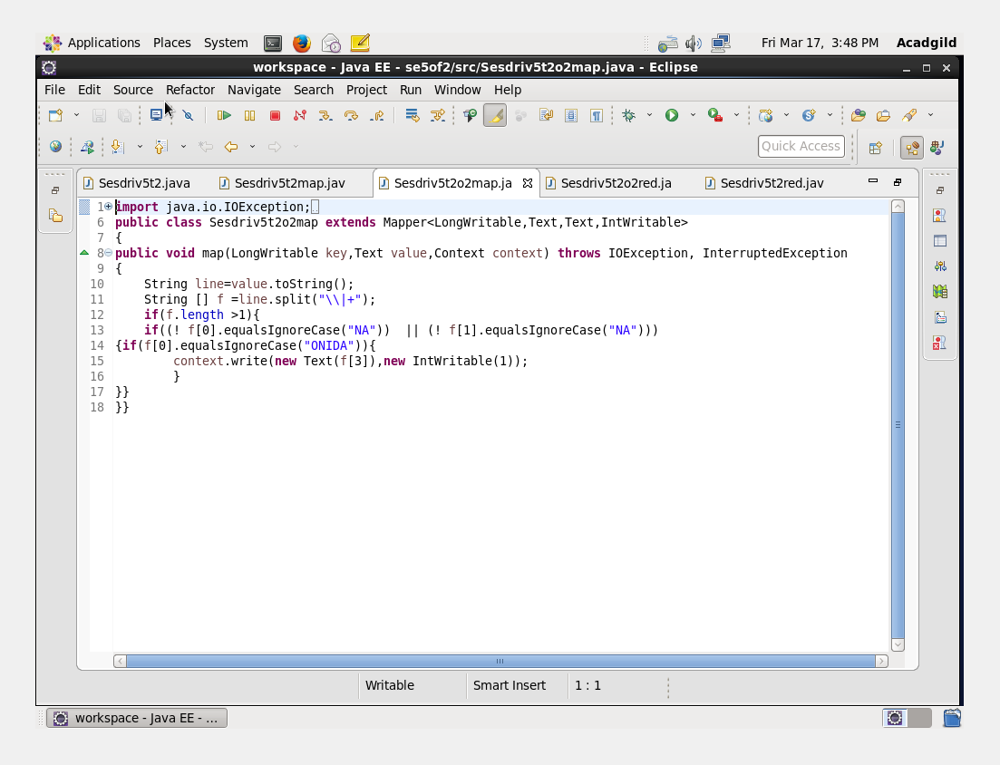 Applications Places System Fri Mar 17, 3:48 PM Acadgild
workspace - Java EE - se5of2/src/Sesdriv5t2o2map.java - Eclipse
File Edit Source Refactor Navigate Search Project Run Window Help
Quick Access
Sesdriv5t2.java Sesdriv5t2map.jav Sesdriv5t2o2map.ja Sesdriv5t2o2red.ja Sesdriv5t2red.jav
1 import java.io.IOException;
6 public class Sesdriv5t2o2map extends Mapper<LongWritable,Text,Text,IntWritable>
7 {
8 public void map(LongWritable key,Text value,Context context) throws IOException, InterruptedException
9 {
10 String line=value.toString();
11 String [] f =line.split("\\|+");
12 if(f.length >1){
13 if((! f[0].equalsIgnoreCase("NA")) || (! f[1].equalsIgnoreCase("NA")))
14 {if(f[0].equalsIgnoreCase("ONIDA")){
15 context.write(new Text(f[3]),new IntWritable(1));
16 }
17 }}
18 }}
Writable Smart Insert 1 : 1
workspace - Java EE - ...